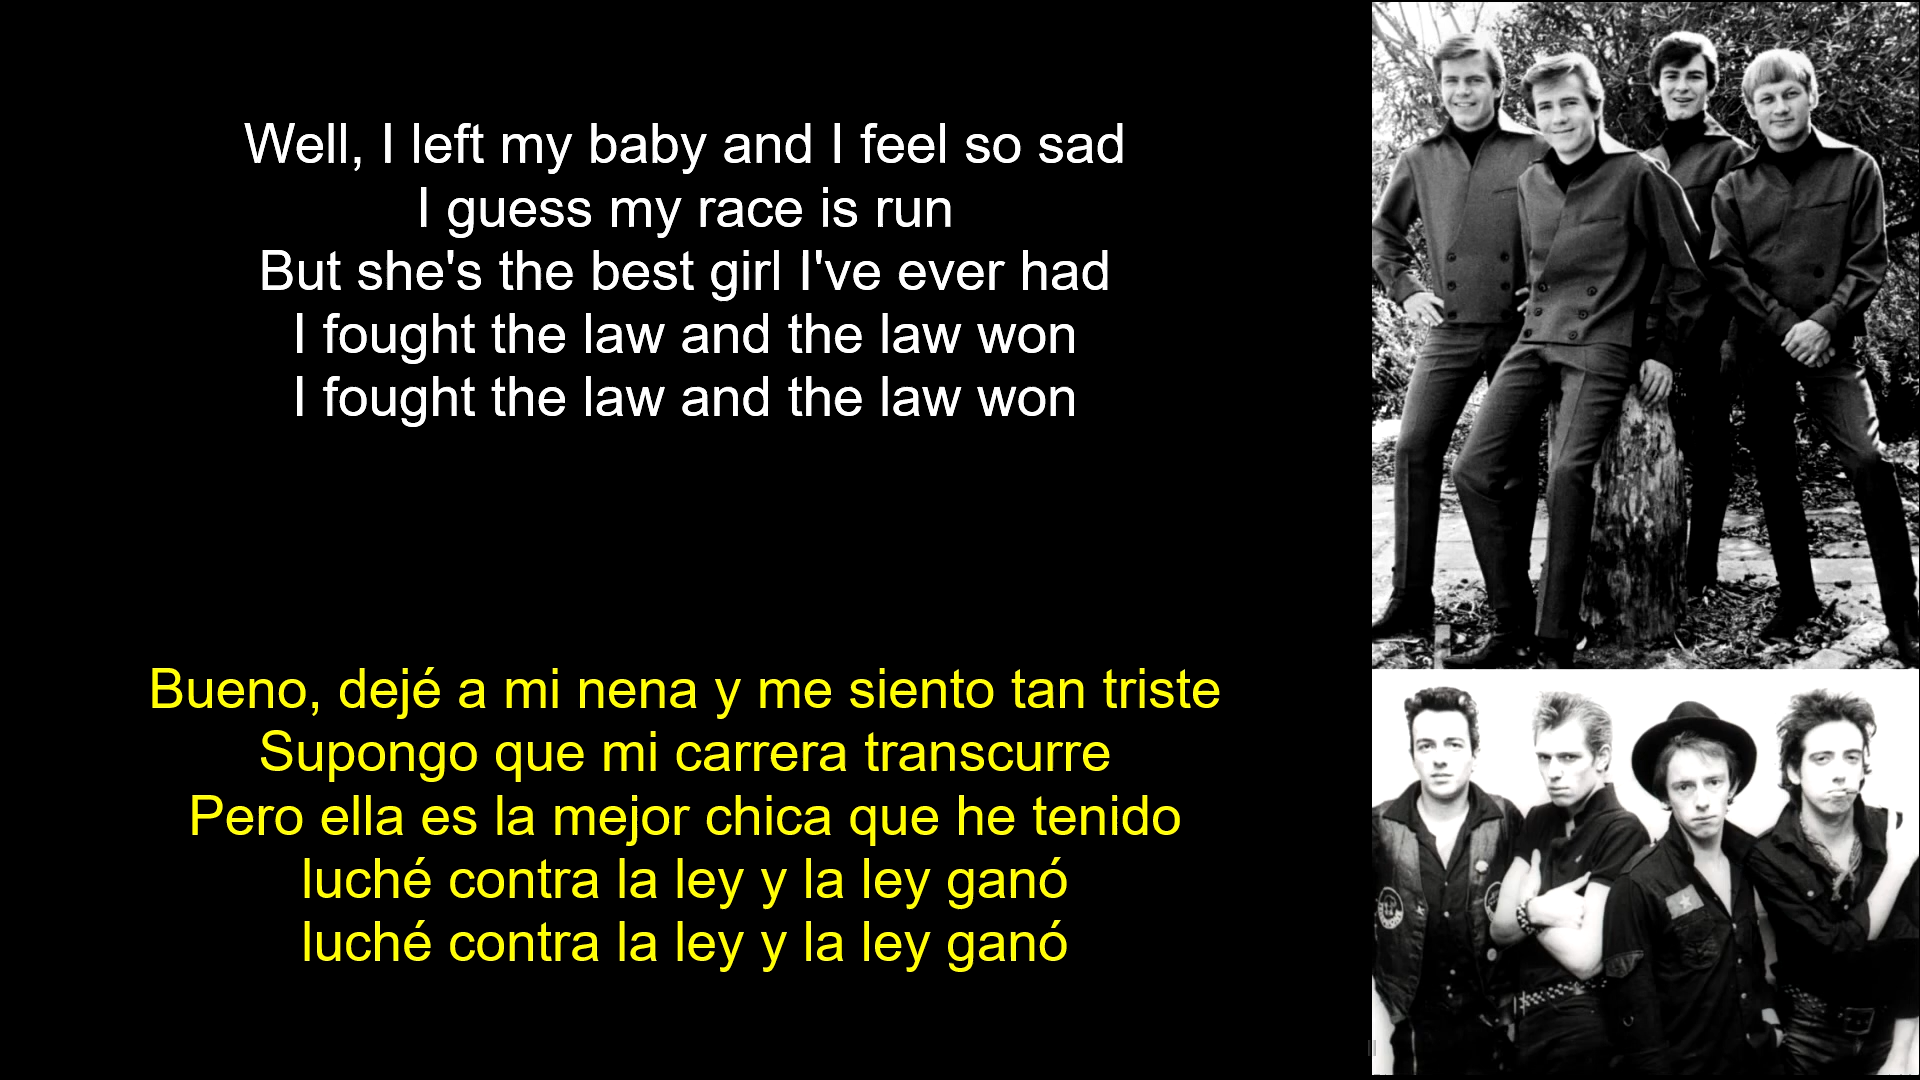 Well, I left my baby and I feel so sad
I guess my race is run
But she's the best girl I've ever had
I fought the law and the law won
I fought the law and the law won
Bueno, dejé a mi nena y me siento tan triste
Supongo que mi carrera transcurre
Pero ella es la mejor chica que he tenido
luché contra la ley y la ley ganó
luché contra la ley y la ley ganó